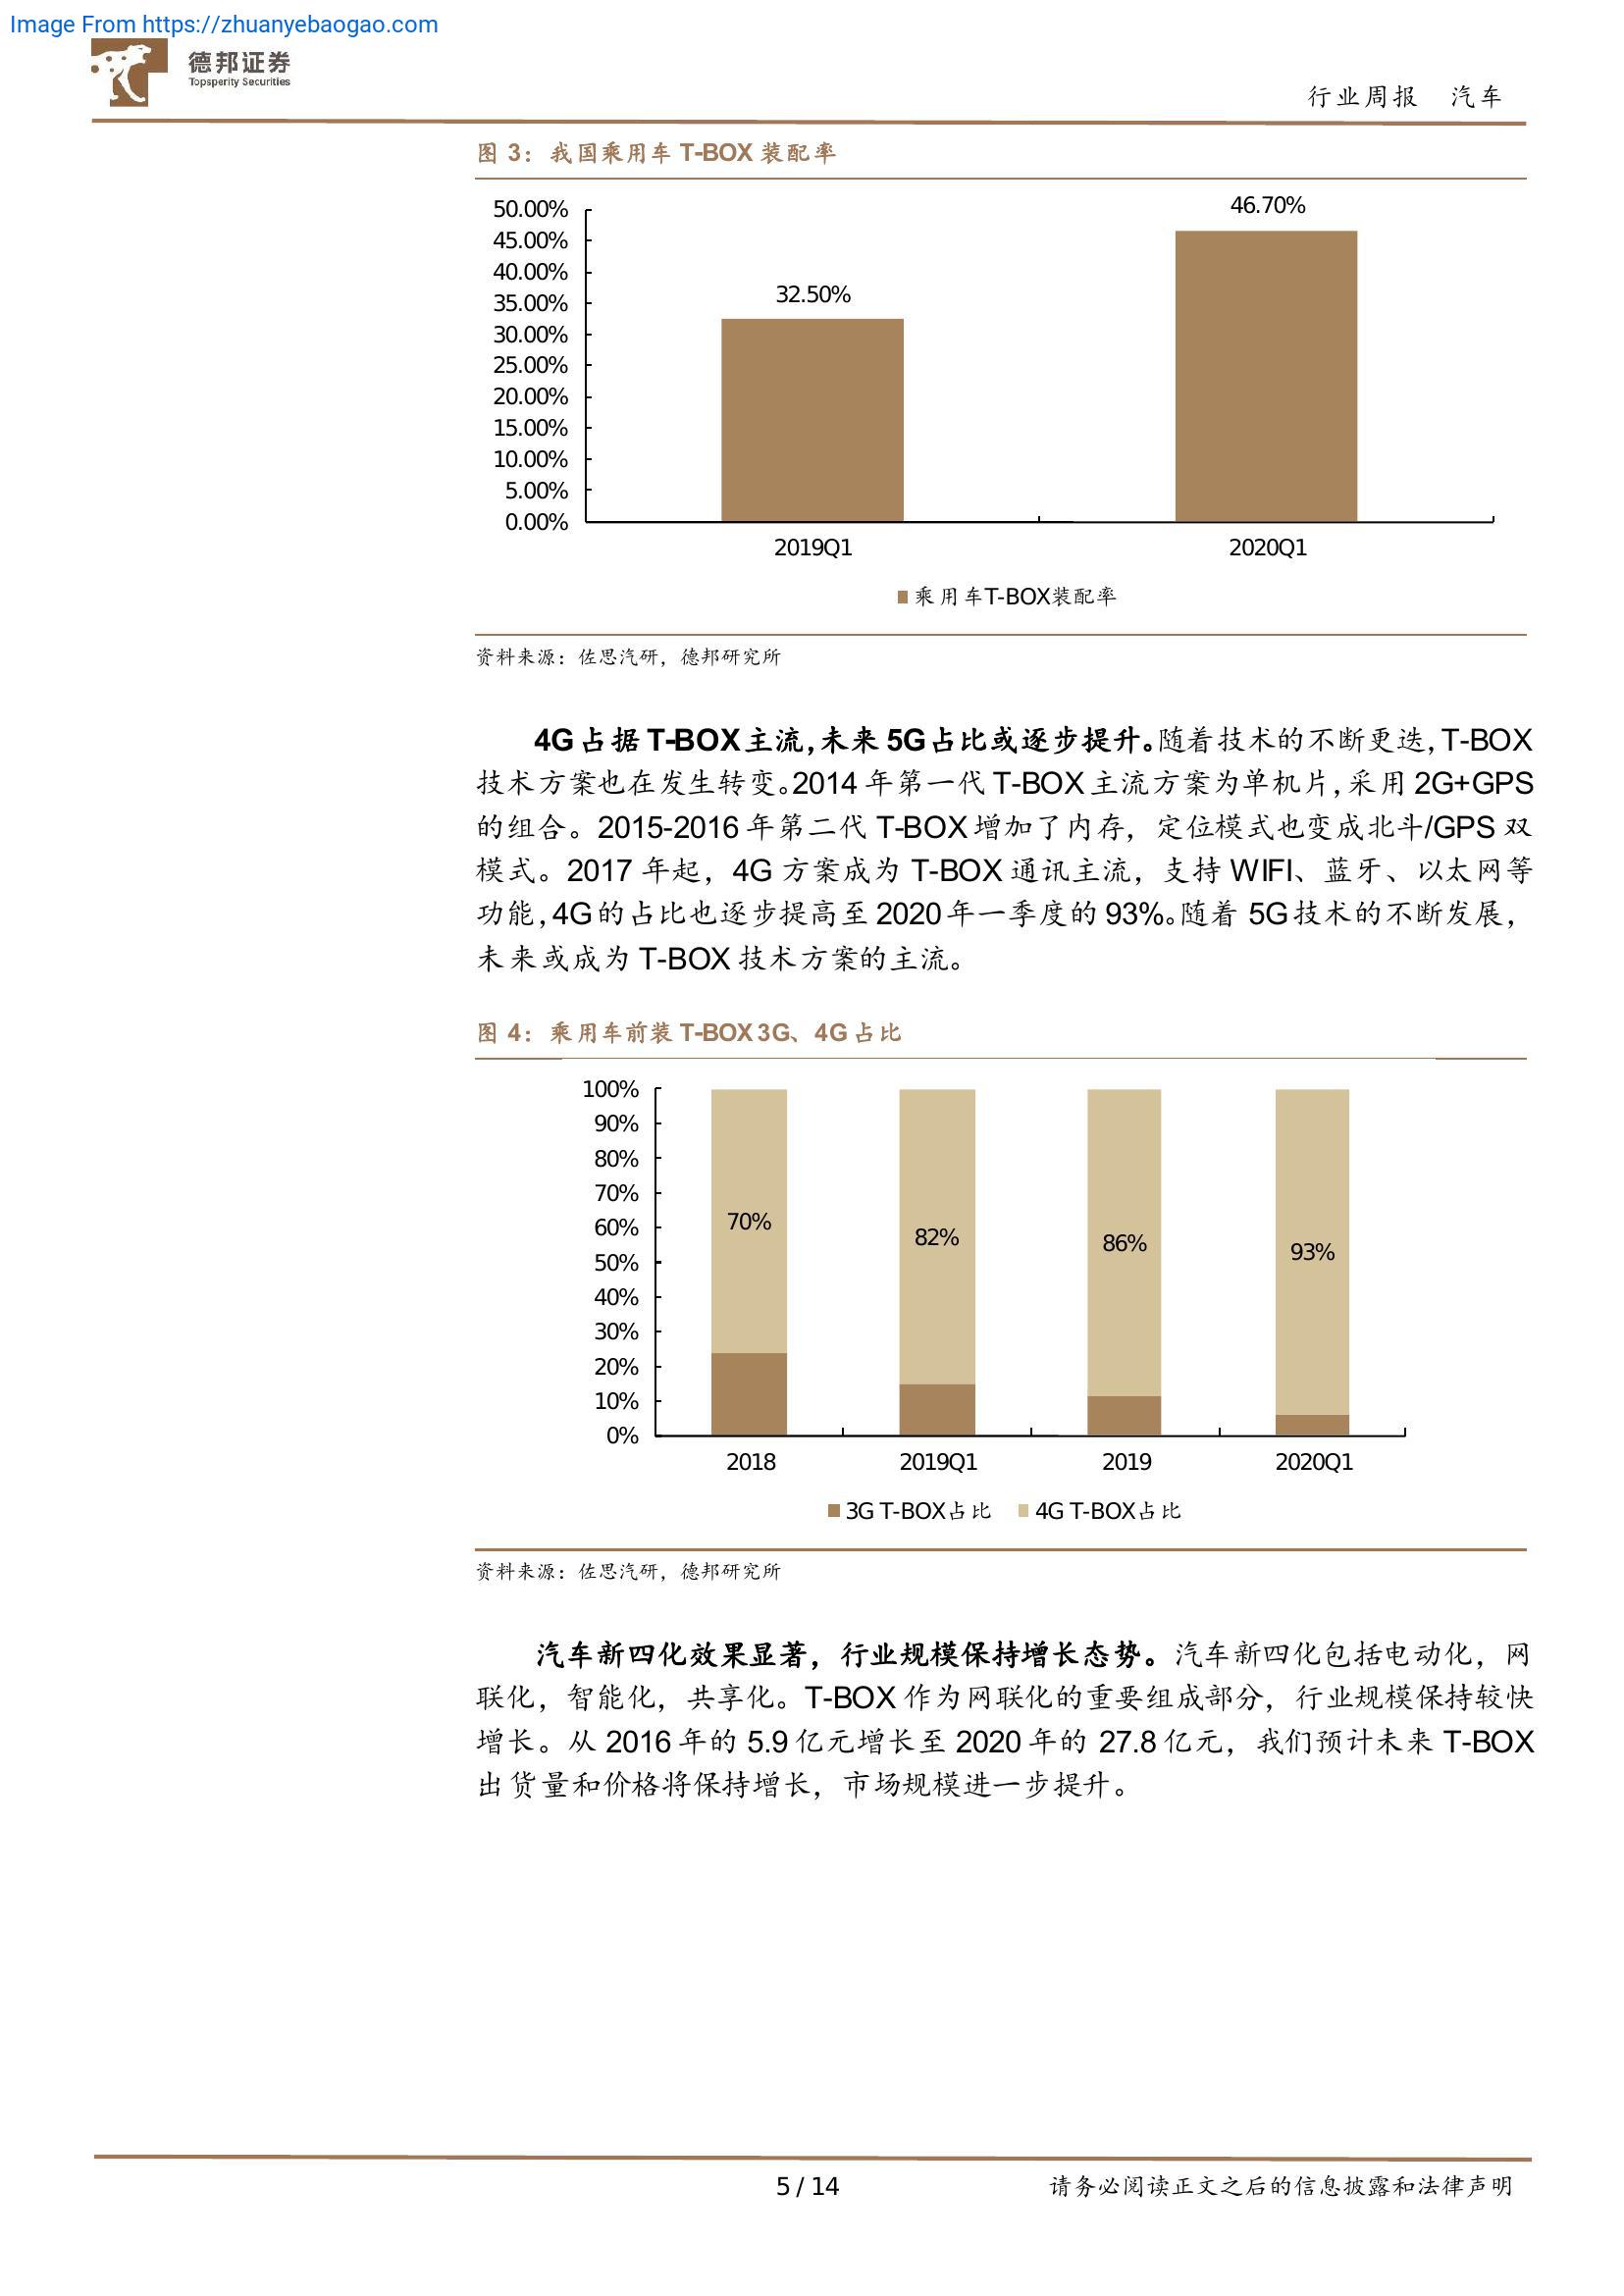 Image From https://zhuanyebaogao.com
德邦证券
Topsperity Securities
行业周报 汽车
图 3：我国乘用车 T-BOX 装配率
50.00%
45.00%
40.00%
35.00%
30.00%
25.00%
20.00%
15.00%
10.00%
5.00%
0.00%
32.50%
46.70%
2019Q1
2020Q1
乘用车T-BOX装配率
资料来源：佐思汽研，德邦研究所
4G 占据 T-BOX 主流，未来 5G 占比或逐步提升。随着技术的不断更迭，T-BOX
技术方案也在发生转变。2014 年第一代 T-BOX 主流方案为单机片，采用 2G+GPS
的组合。2015-2016 年第二代 T-BOX 增加了内存，定位模式也变成北斗/GPS 双
模式。2017 年起，4G 方案成为 T-BOX 通讯主流，支持 WIFI、蓝牙、以太网等
功能，4G 的占比也逐步提高至 2020 年一季度的 93%。随着 5G 技术的不断发展，
未来或成为 T-BOX 技术方案的主流。
图 4：乘用车前装 T-BOX 3G、4G 占比
100%
90%
80%
70%
60%
50%
40%
30%
20%
10%
0%
70%
82%
86%
93%
2018
2019Q1
2019
2020Q1
3G T-BOX占比
4G T-BOX占比
资料来源：佐思汽研，德邦研究所
汽车新四化效果显著，行业规模保持增长态势。汽车新四化包括电动化，网
联化，智能化，共享化。T-BOX 作为网联化的重要组成部分，行业规模保持较快
增长。从 2016 年的 5.9 亿元增长至 2020 年的 27.8 亿元，我们预计未来 T-BOX
出货量和价格将保持增长，市场规模进一步提升。
5 / 14
请务必阅读正文之后的信息披露和法律声明